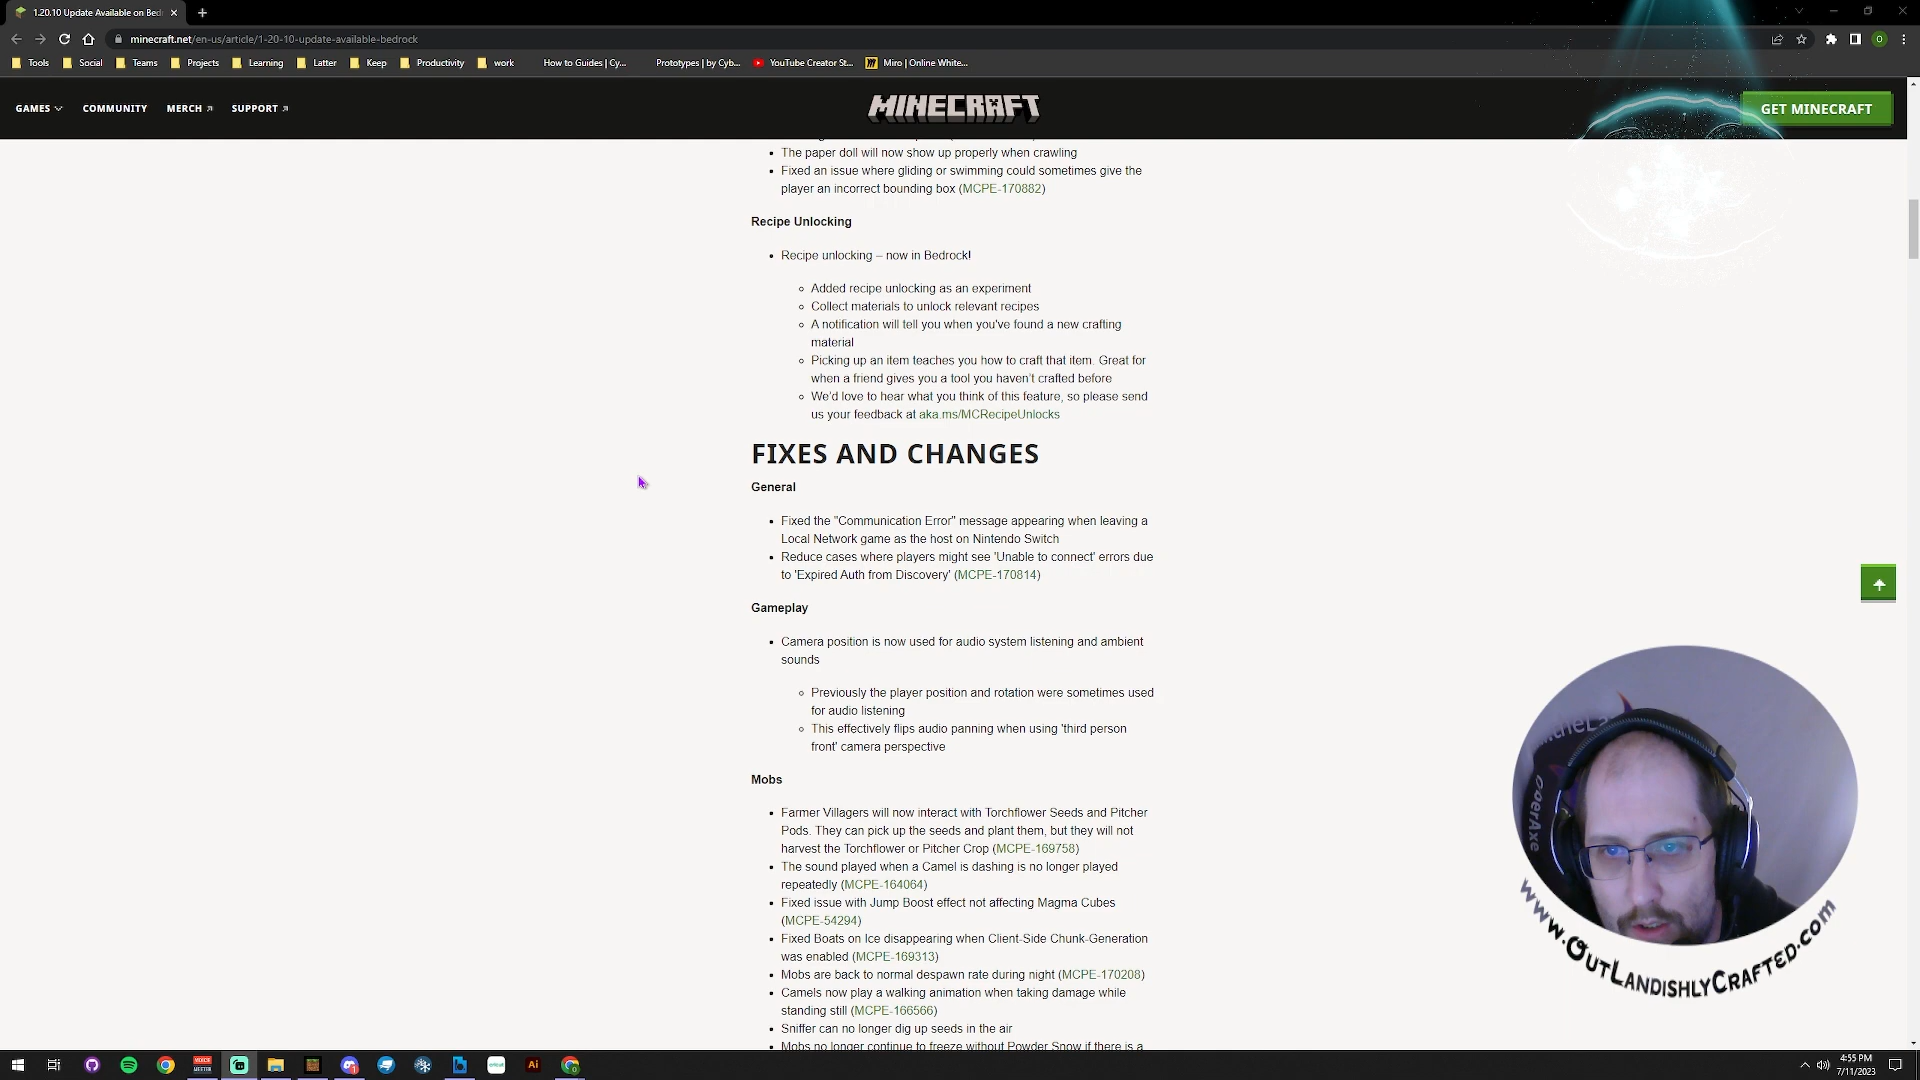 1.20.10 Update Available on Bed
minecraft.net/en-us/article/1-20-10-update-available-bedrock
Tools
Social
Teams
Projects
Learning
Latter
Keep
Productivity
work
How to Guides | Cy...
Prototypes | by Cyb...
YouTube Creator St...
Miro | Online White...
GAMES
COMMUNITY
MERCH
SUPPORT
MINECRAFT
GET MINECRAFT
• The paper doll will now show up properly when crawling
• Fixed an issue where gliding or swimming could sometimes give the
player an incorrect bounding box (MCPE-170882)
Recipe Unlocking
• Recipe unlocking – now in Bedrock!
Added recipe unlocking as an experiment
Collect materials to unlock relevant recipes
A notification will tell you when you've found a new crafting
material
Picking up an item teaches you how to craft that item. Great for
when a friend gives you a tool you haven't crafted before
We'd love to hear what you think of this feature, so please send
us your feedback at aka.ms/MCRecipeUnlocks
FIXES AND CHANGES
General
• Fixed the "Communication Error" message appearing when leaving a
Local Network game as the host on Nintendo Switch
• Reduce cases where players might see 'Unable to connect' errors due
to 'Expired Auth from Discovery' (MCPE-170814)
Gameplay
• Camera position is now used for audio system listening and ambient
sounds
Previously the player position and rotation were sometimes used
for audio listening
This effectively flips audio panning when using 'third person
front' camera perspective
Mobs
• Farmer Villagers will now interact with Torchflower Seeds and Pitcher
Pods. They can pick up the seeds and plant them, but they will not
harvest the Torchflower or Pitcher Crop (MCPE-169758)
• The sound played when a Camel is dashing is no longer played
repeatedly (MCPE-164064)
• Fixed issue with Jump Boost effect not affecting Magma Cubes
(MCPE-54294)
• Fixed Boats on Ice disappearing when Client-Side Chunk-Generation
was enabled (MCPE-169313)
• Mobs are back to normal despawn rate during night (MCPE-170208)
• Camels now play a walking animation when taking damage while
standing still (MCPE-166566)
• Sniffer can no longer dig up seeds in the air
• Mobs no longer continue to freeze without Powder Snow if there is a
www.OutLandishlyCrafted.com
Ai
4:55 PM
7/11/2023